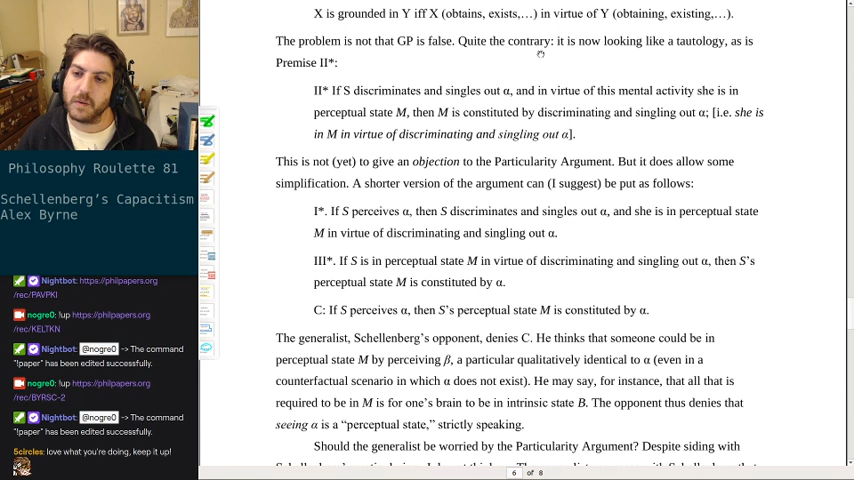 X is grounded in Y iff X (obtains, exists,…) in virtue of Y (obtaining, existing,…).
The problem is not that GP is false. Quite the contrary: it is now looking like a tautology, as is
Premise II*:
II* If S discriminates and singles out α, and in virtue of this mental activity she is in
perceptual state M, then M is constituted by discriminating and singling out α; [i.e. she is
in M in virtue of discriminating and singling out α].
This is not (yet) to give an objection to the Particularity Argument. But it does allow some
simplification. A shorter version of the argument can (I suggest) be put as follows:
I*. If S perceives α, then S discriminates and singles out α, and she is in perceptual state
M in virtue of discriminating and singling out α.
III*. If S is in perceptual state M in virtue of discriminating and singling out α, then S's
perceptual state M is constituted by α.
C: If S perceives α, then S's perceptual state M is constituted by α.
The generalist, Schellenberg's opponent, denies C. He thinks that someone could be in
perceptual state M by perceiving β, a particular qualitatively identical to α (even in a
counterfactual scenario in which α does not exist). He may say, for instance, that all that is
required to be in M is for one's brain to be in intrinsic state B. The opponent thus denies that
seeing α is a “perceptual state,” strictly speaking.
Should the generalist be worried by the Particularity Argument? Despite siding with
6 of 8
Philosophy Roulette 81
Schellenberg's Capacitism
Alex Byrne
Nightbot: https://philpapers.org
/rec/PAVPKI
nogre0: !up https://philpapers.org
/rec/KELTKN
Nightbot: @nogre0 -> The command
"!paper" has been edited successfully.
nogre0: !up https://philpapers.org
/rec/BYRSC-2
Nightbot: @nogre0 -> The command
"!paper" has been edited successfully.
5circles: love what you're doing, keep it up!